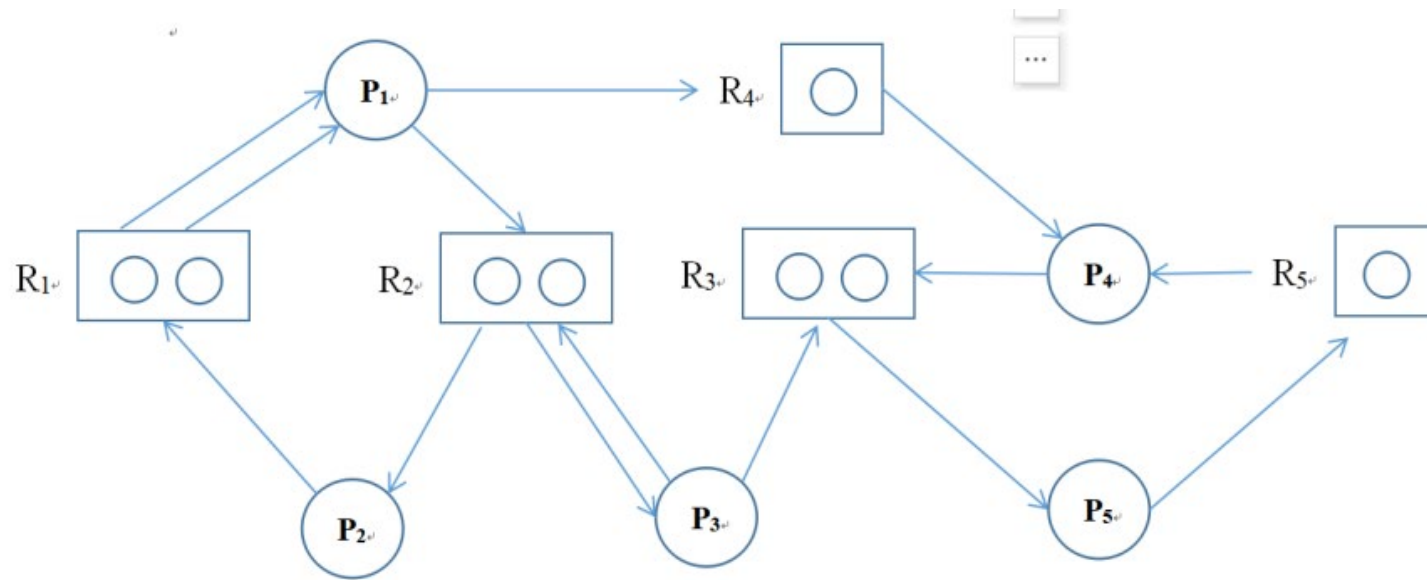 P₁
R₄
R₁
R₂
R₃
P₄
R₅
P₂
P₃
P₅